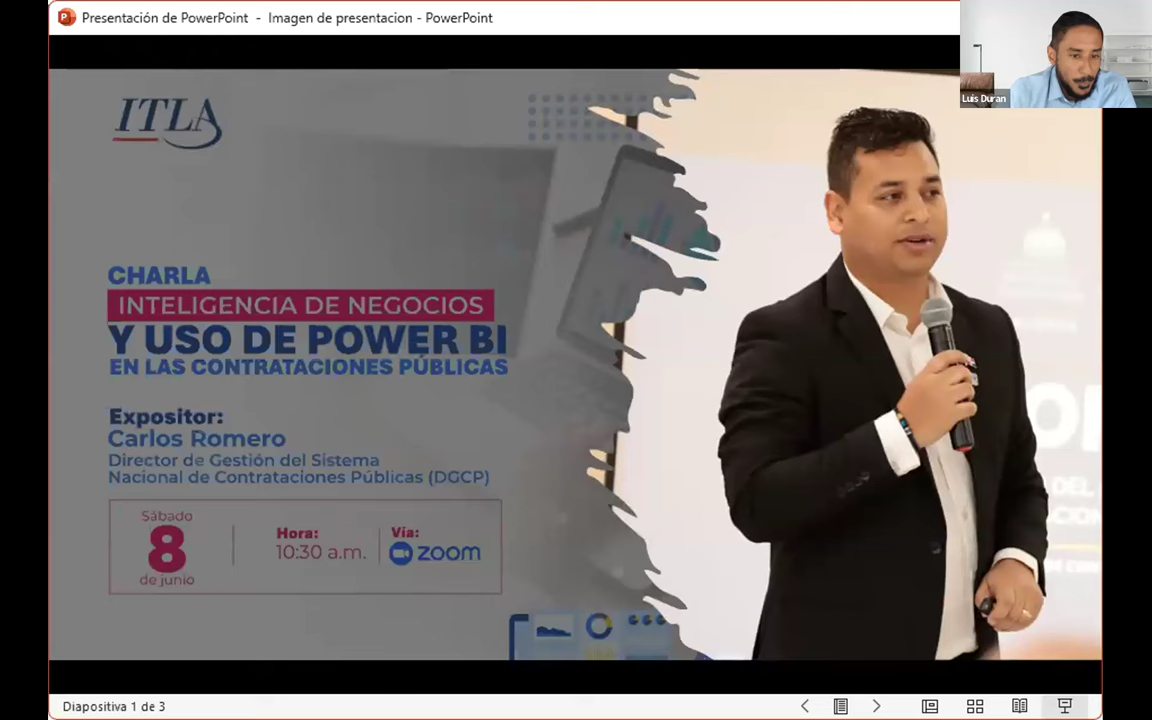 Presentación de PowerPoint - Imagen de presentacion - PowerPoint
Luis Duran
ITLA
CHARLA
INTELIGENCIA DE NEGOCIOS
Y USO DE POWER BI
EN LAS CONTRATACIONES PÚBLICAS
Expositor:
Carlos Romero
Director de Gestión del Sistema
Nacional de Contrataciones Públicas (DGCP)
Sábado
8
de junio
Hora:
10:30 a.m.
Vía:
zoom
DEL
Diapositiva 1 de 3